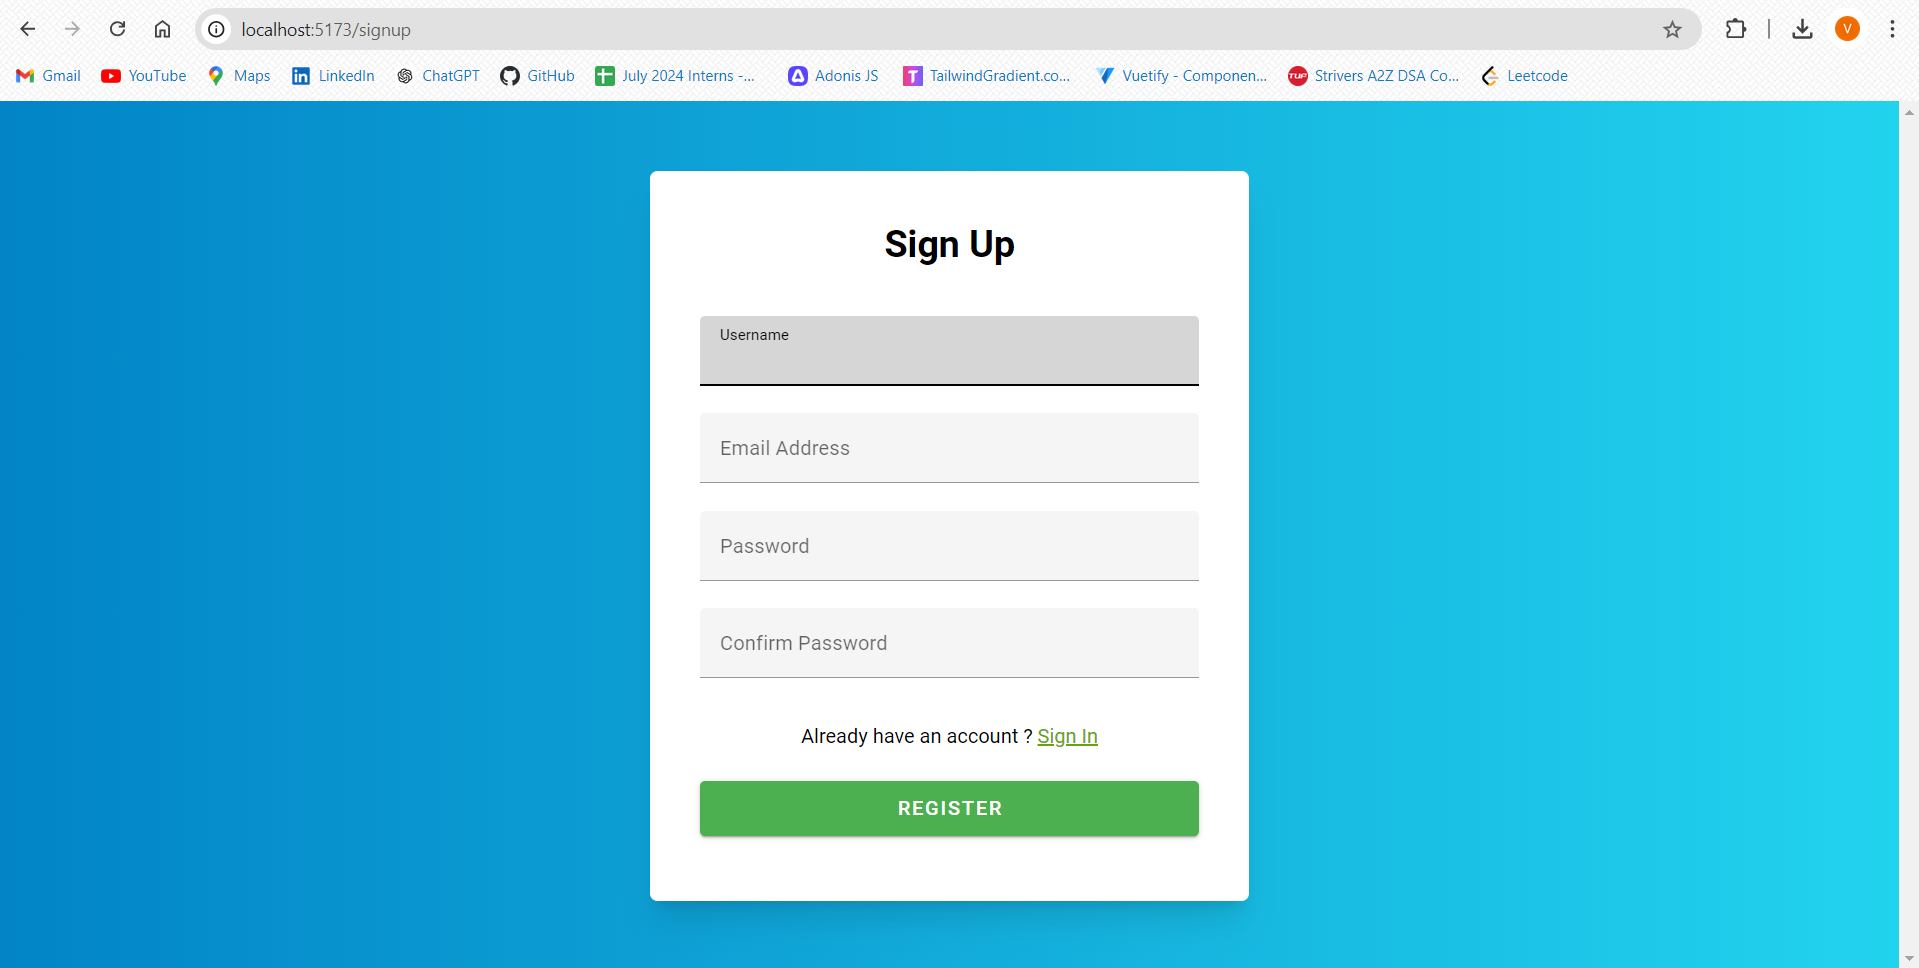 localhost:5173/signup
Gmail YouTube Maps LinkedIn ChatGPT GitHub July 2024 Interns -... Adonis JS TailwindGradient.co... Vuetify - Componen... Strivers A2Z DSA Co... Leetcode
V
TUF
Sign Up
Username
Email Address
Password
Confirm Password
Already have an account ? Sign In
REGISTER